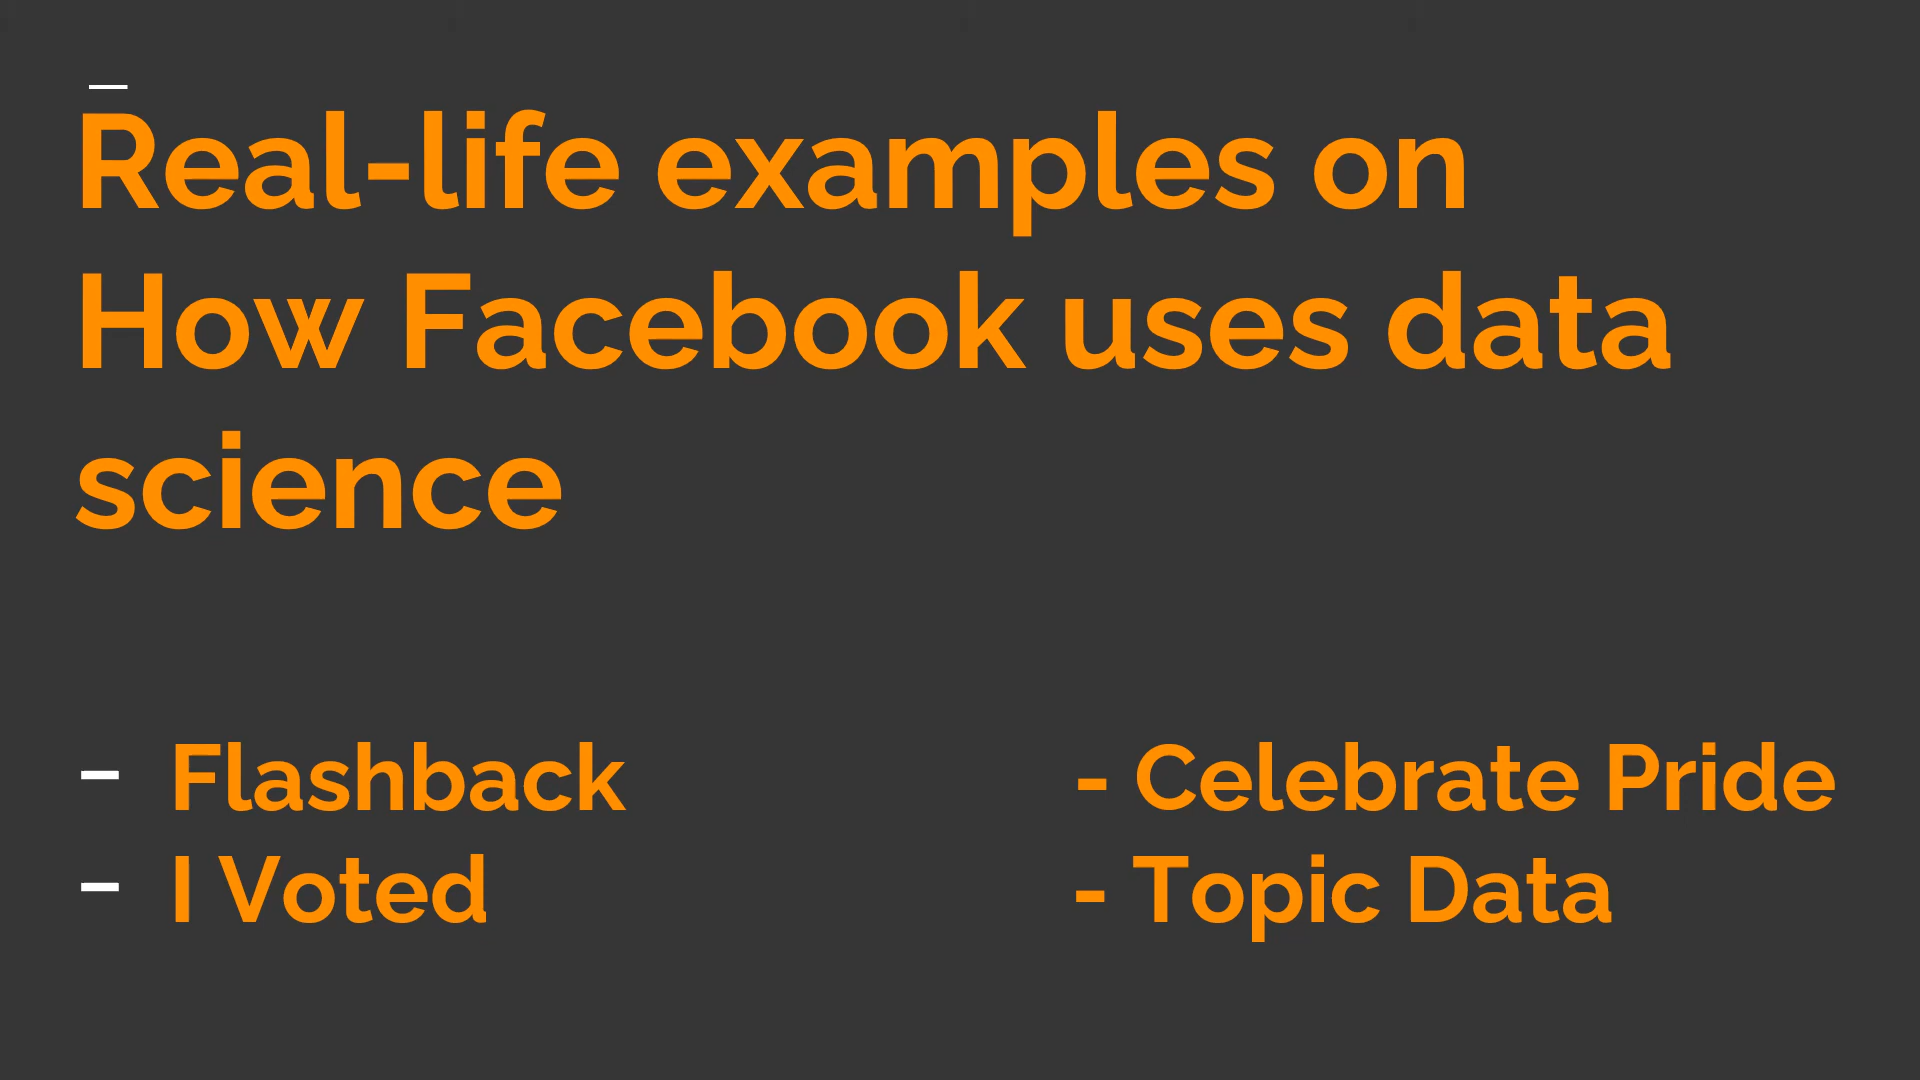 Real-life examples on
How Facebook uses data
science
– Flashback
– I Voted
- Celebrate Pride
- Topic Data